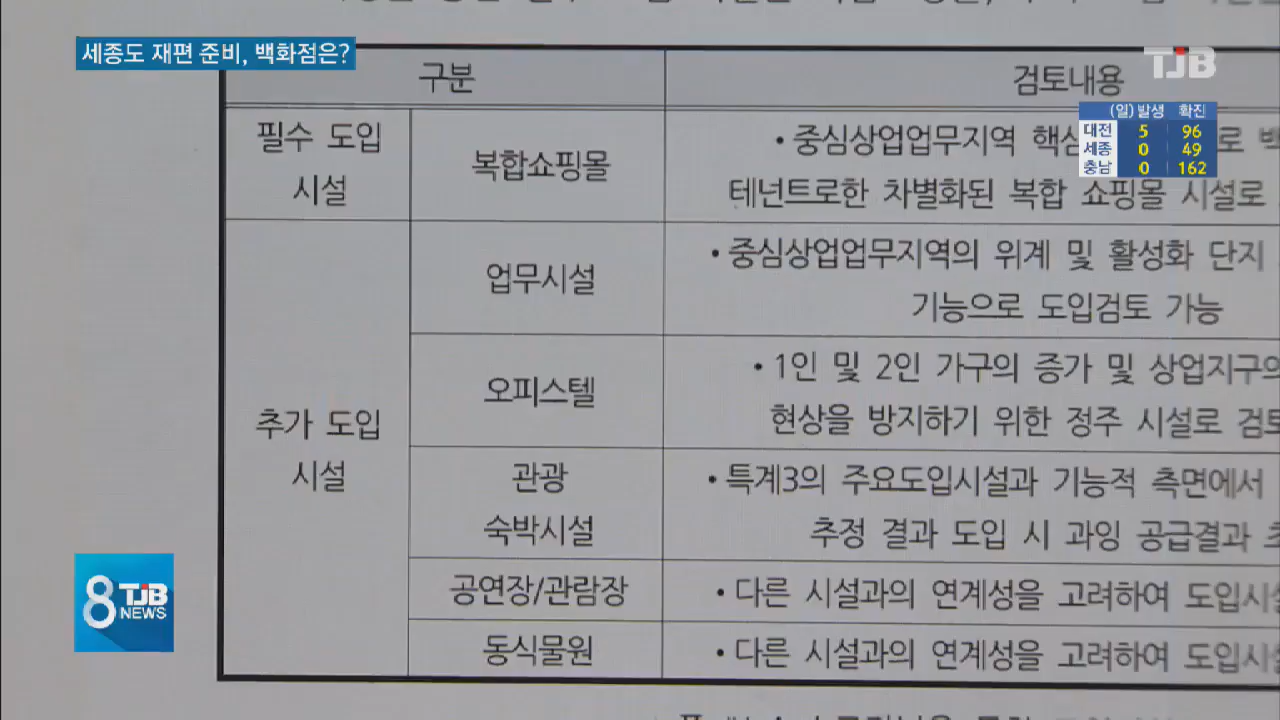 세종도 재편 준비, 백화점은?
TJB
(일)발생 확진
대전 5 96
세종 0 49
충남 0 162
구분 검토내용
필수 도입
시설
복합쇼핑몰
•중심상업업무지역 핵심 로
테넌트로한 차별화된 복합 쇼핑몰 시설로
추가 도입
시설
업무시설
•중심상업업무지역의 위계 및 활성화 단지
기능으로 도입검토 가능
오피스텔
•1인 및 2인 가구의 증가 및 상업지구의
현상을 방지하기 위한 정주 시설로 검토
관광
숙박시설
•특계3의 주요도입시설과 기능적 측면에서
추정 결과 도입 시 과잉 공급결과
공연장/관람장
•다른 시설과의 연계성을 고려하여 도입시
동식물원
•다른 시설과의 연계성을 고려하여 도입시
8 TJB
NEWS